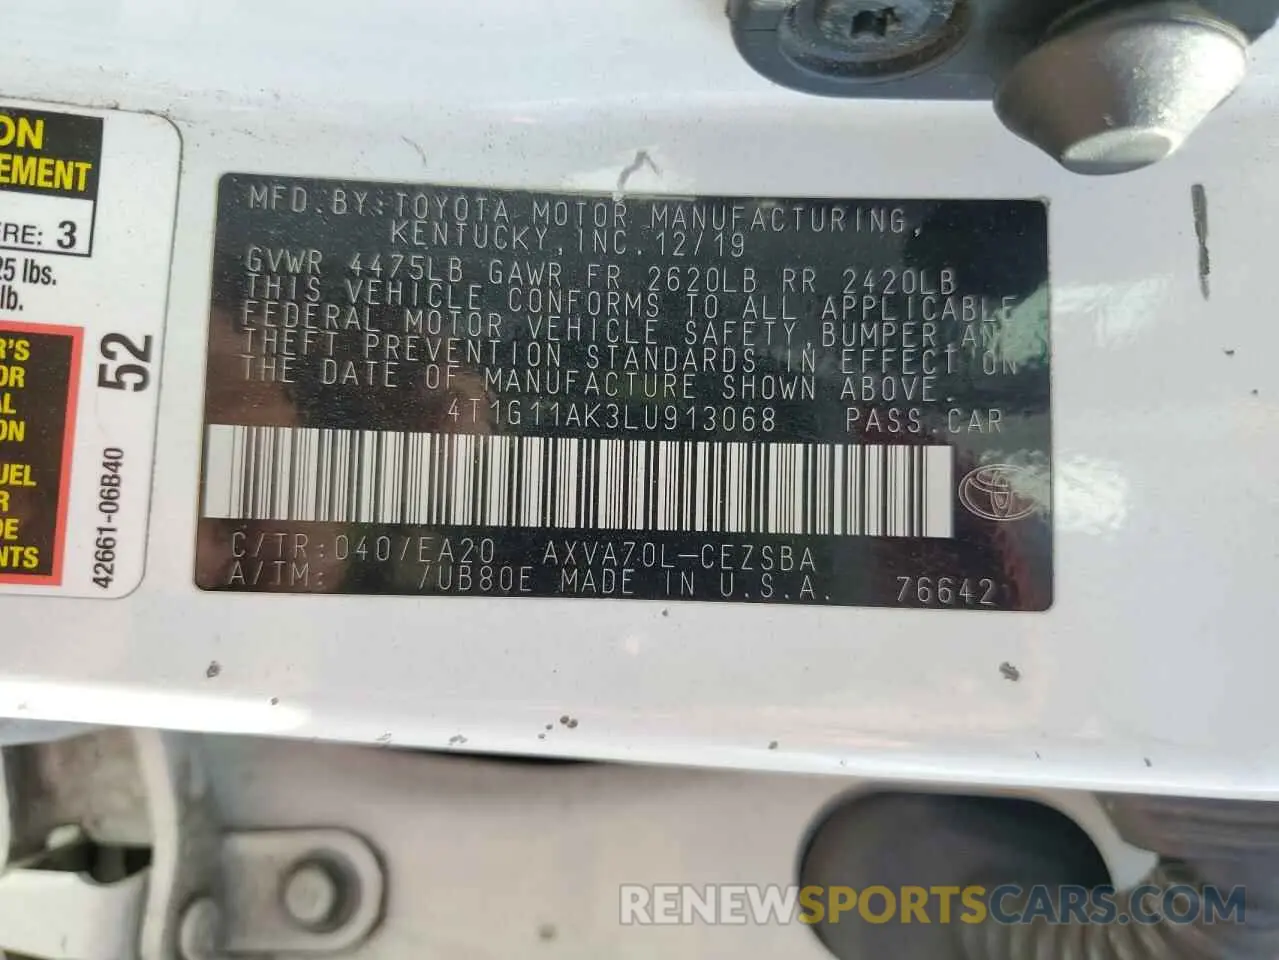 ON
EMENT
ERE: 3
25 lbs.
lb.
R'S
OR
AL
ON
UEL
R
DE
NTS
52
42661-06B40
MFD.BY:TOYOTA MOTOR MANUFACTURING,
KENTUCKY,INC.12/19
GVWR 4475LB GAWR FR 2620LB RR 2420LB
THIS VEHICLE CONFORMS TO ALL APPLICABLE
FEDERAL MOTOR VEHICLE SAFETY,BUMPER,AND
THEFT PREVENTION STANDARDS IN EFFECT ON
THE DATE OF MANUFACTURE SHOWN ABOVE.
4T1G11AK3LU913068 PASS.CAR
C/TR:040/EA20 AXVA70L-CEZSBA
A/TM: /UB80E MADE IN U.S.A. 76642
RENEWSPORTSCARS.COM